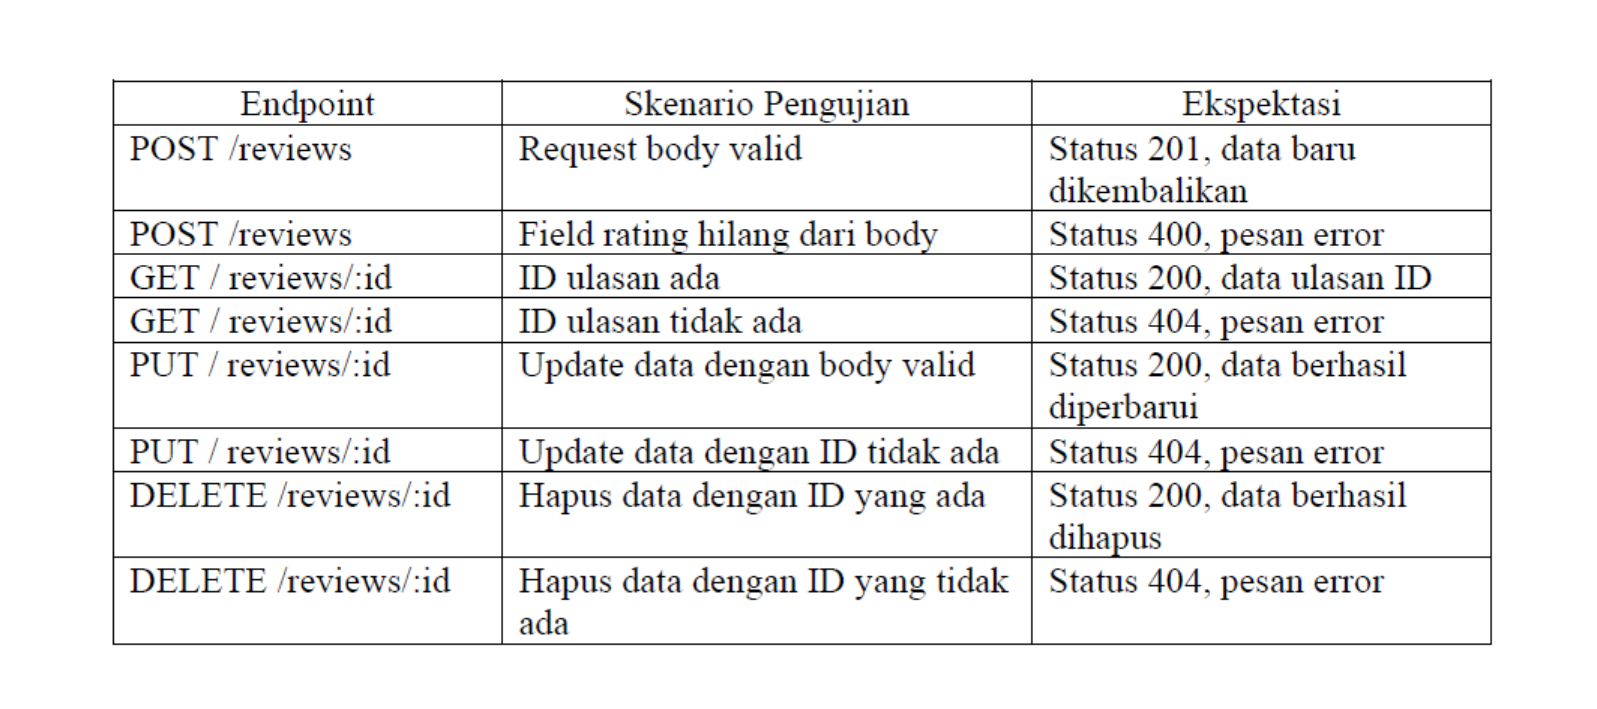 Endpoint Skenario Pengujian Ekspektasi
POST /reviews Request body valid Status 201, data baru
dikembalikan
POST /reviews Field rating hilang dari body Status 400, pesan error
GET / reviews/:id ID ulasan ada Status 200, data ulasan ID
GET / reviews/:id ID ulasan tidak ada Status 404, pesan error
PUT / reviews/:id Update data dengan body valid Status 200, data berhasil
diperbarui
PUT / reviews/:id Update data dengan ID tidak ada Status 404, pesan error
DELETE /reviews/:id Hapus data dengan ID yang ada Status 200, data berhasil
dihapus
DELETE /reviews/:id Hapus data dengan ID yang tidak Status 404, pesan error
ada